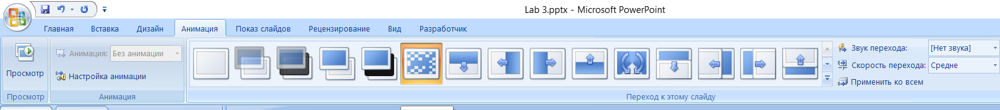 Lab 3.pptx - Microsoft PowerPoint
Главная Вставка Дизайн Анимация Показ слайдов Рецензирование Вид Разработчик
Просмотр
Анимация: Без анимации
Настройка анимации
Звук перехода: [Нет звука]
Скорость перехода: Средне
Применить ко всем
Просмотр Анимация Переход к этому слайду